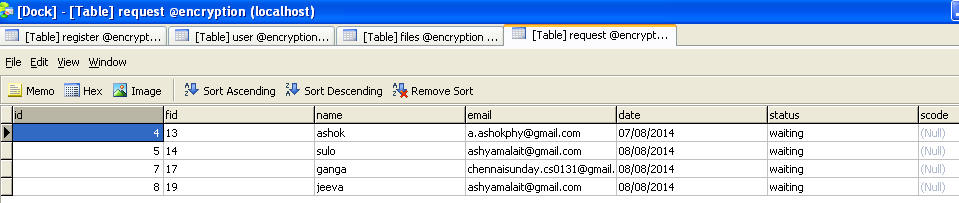 [Dock] - [Table] request @encryption (localhost)
[Table] register @encrypt... [Table] user @encryption... [Table] files @encryption ... [Table] request @encrypt...
File Edit View Window
Memo Hex Image Sort Ascending Sort Descending Remove Sort
id fid name email date status scode
4 13 ashok a.ashokphy@gmail.com 07/08/2014 waiting (Null)
5 14 sulo ashyamalait@gmail.com 08/08/2014 waiting (Null)
7 17 ganga chennaisunday.cs0131@gmail. 08/08/2014 waiting (Null)
8 19 jeeva ashyamalait@gmail.com 08/08/2014 waiting (Null)